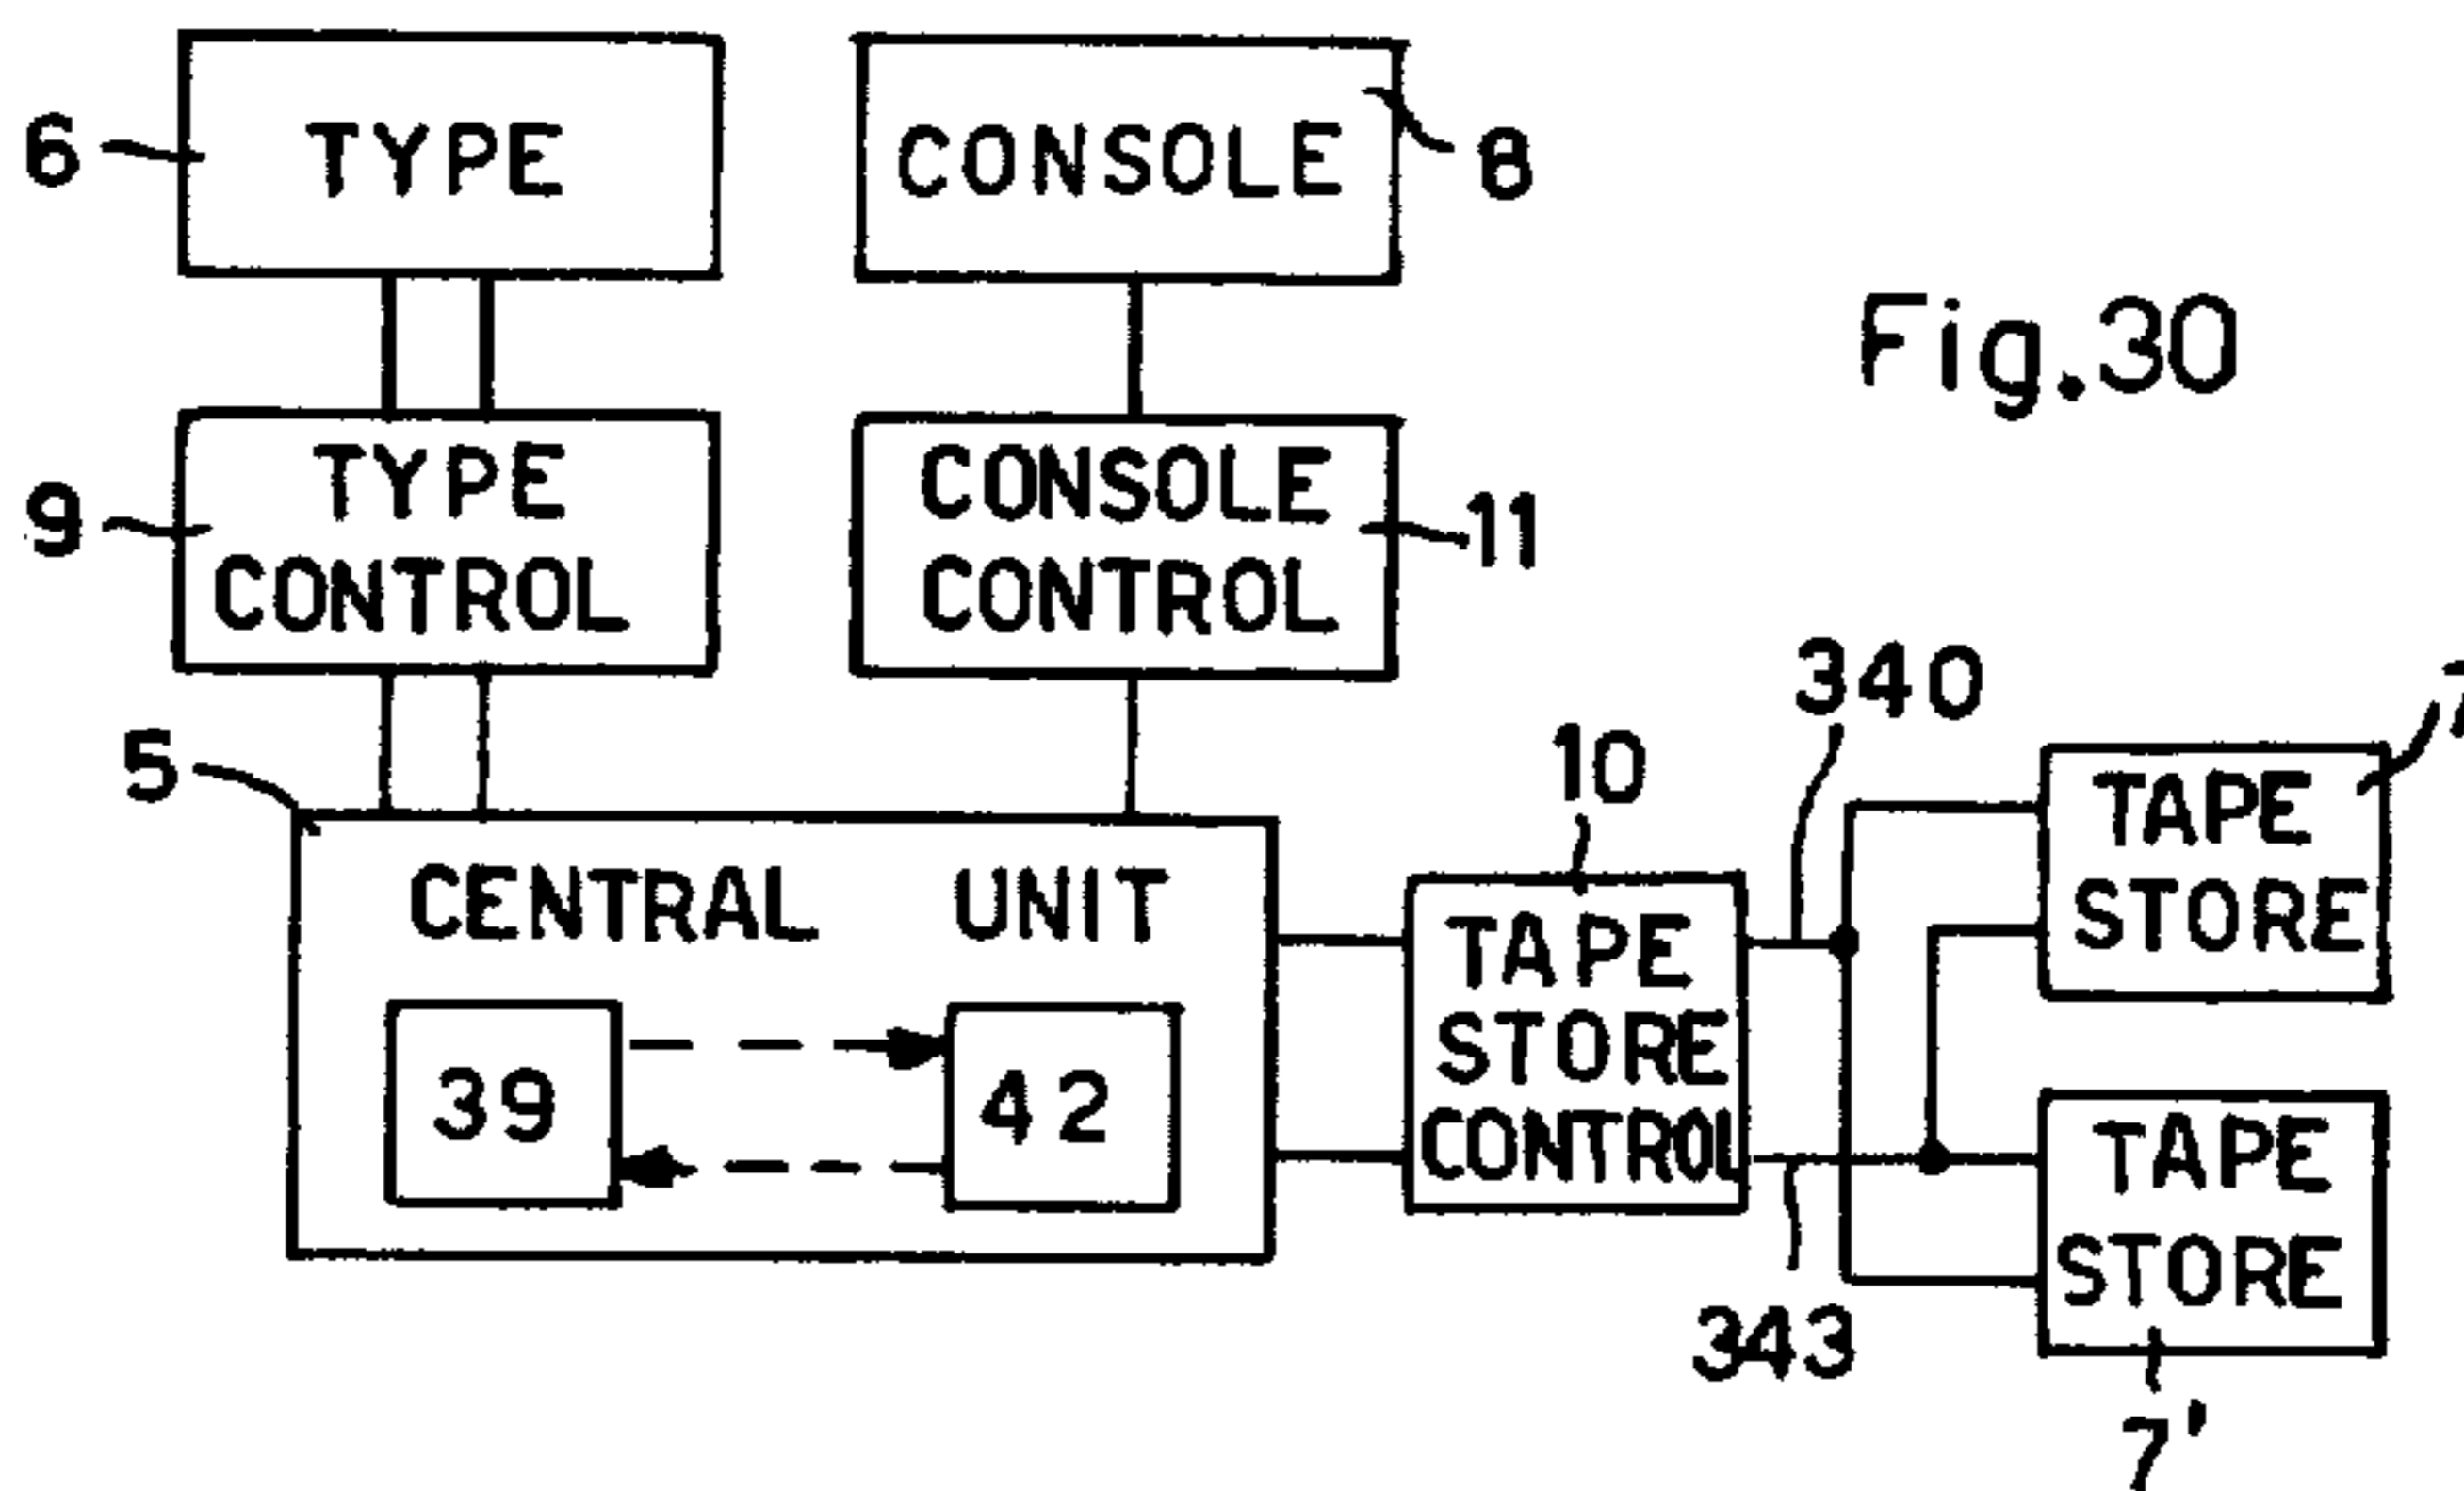 6
TYPE
CONSOLE
8
Fig.30
9
TYPE
CONTROL
CONSOLE
CONTROL
11
5
CENTRAL UNIT
39
42
10
TAPE
STORE
CONTROL
340
343
7
TAPE
STORE
TAPE
STORE
7'